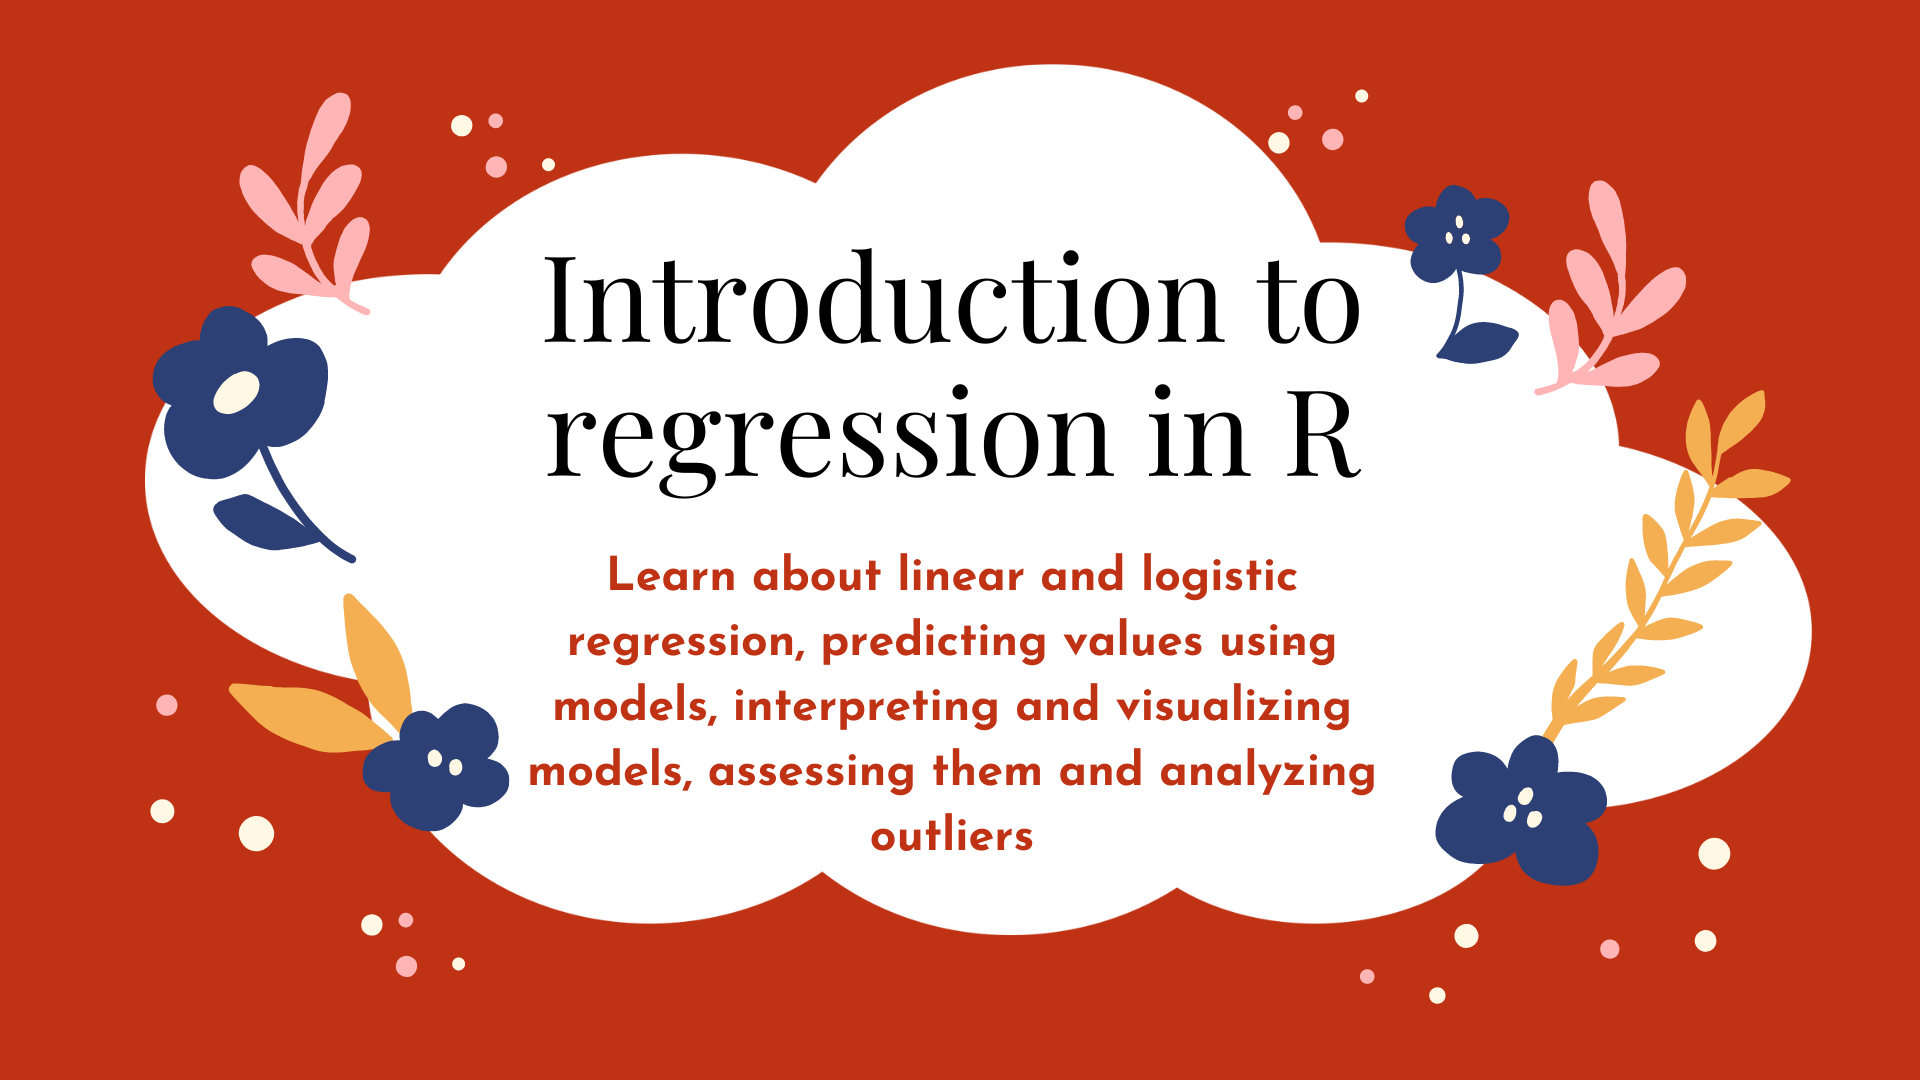 Introduction to
regression in R
Learn about linear and logistic
regression, predicting values using
models, interpreting and visualizing
models, assessing them and analyzing
outliers